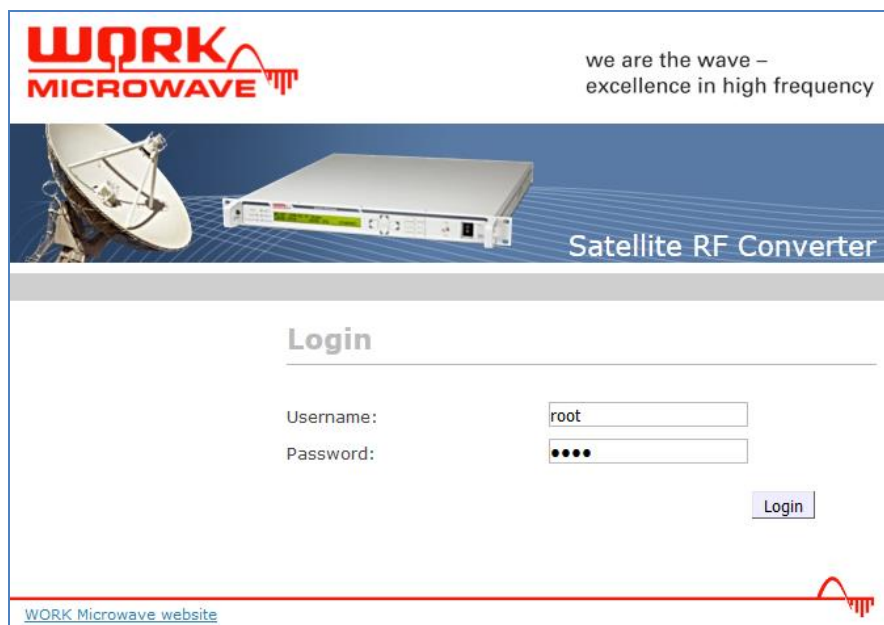 WORK
MICROWAVE
we are the wave –
excellence in high frequency
WORK
Satellite RF Converter
Login
Username:
root
Password:
••••
Login
WORK Microwave website